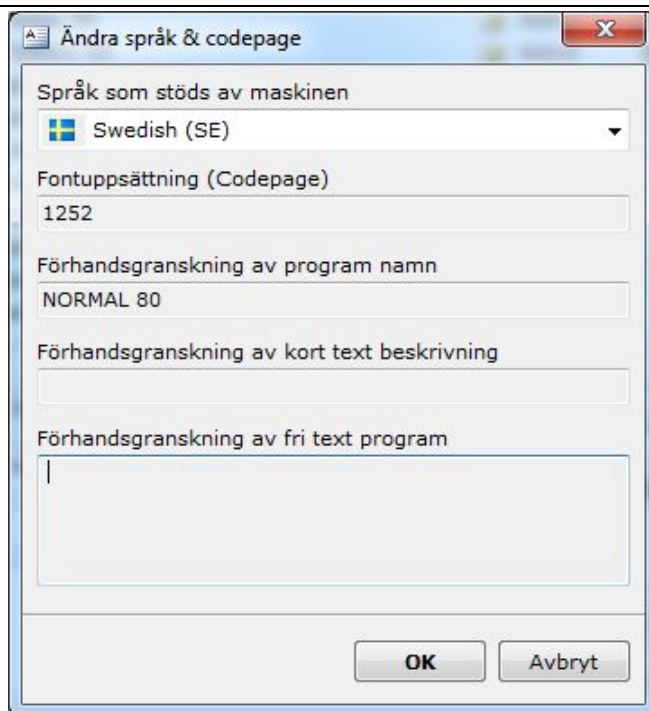 Ändra språk & codepage
Språk som stöds av maskinen
Swedish (SE)
Fontuppsättning (Codepage)
1252
Förhandsgranskning av program namn
NORMAL 80
Förhandsgranskning av kort text beskrivning
Förhandsgranskning av fri text program
OK Avbryt